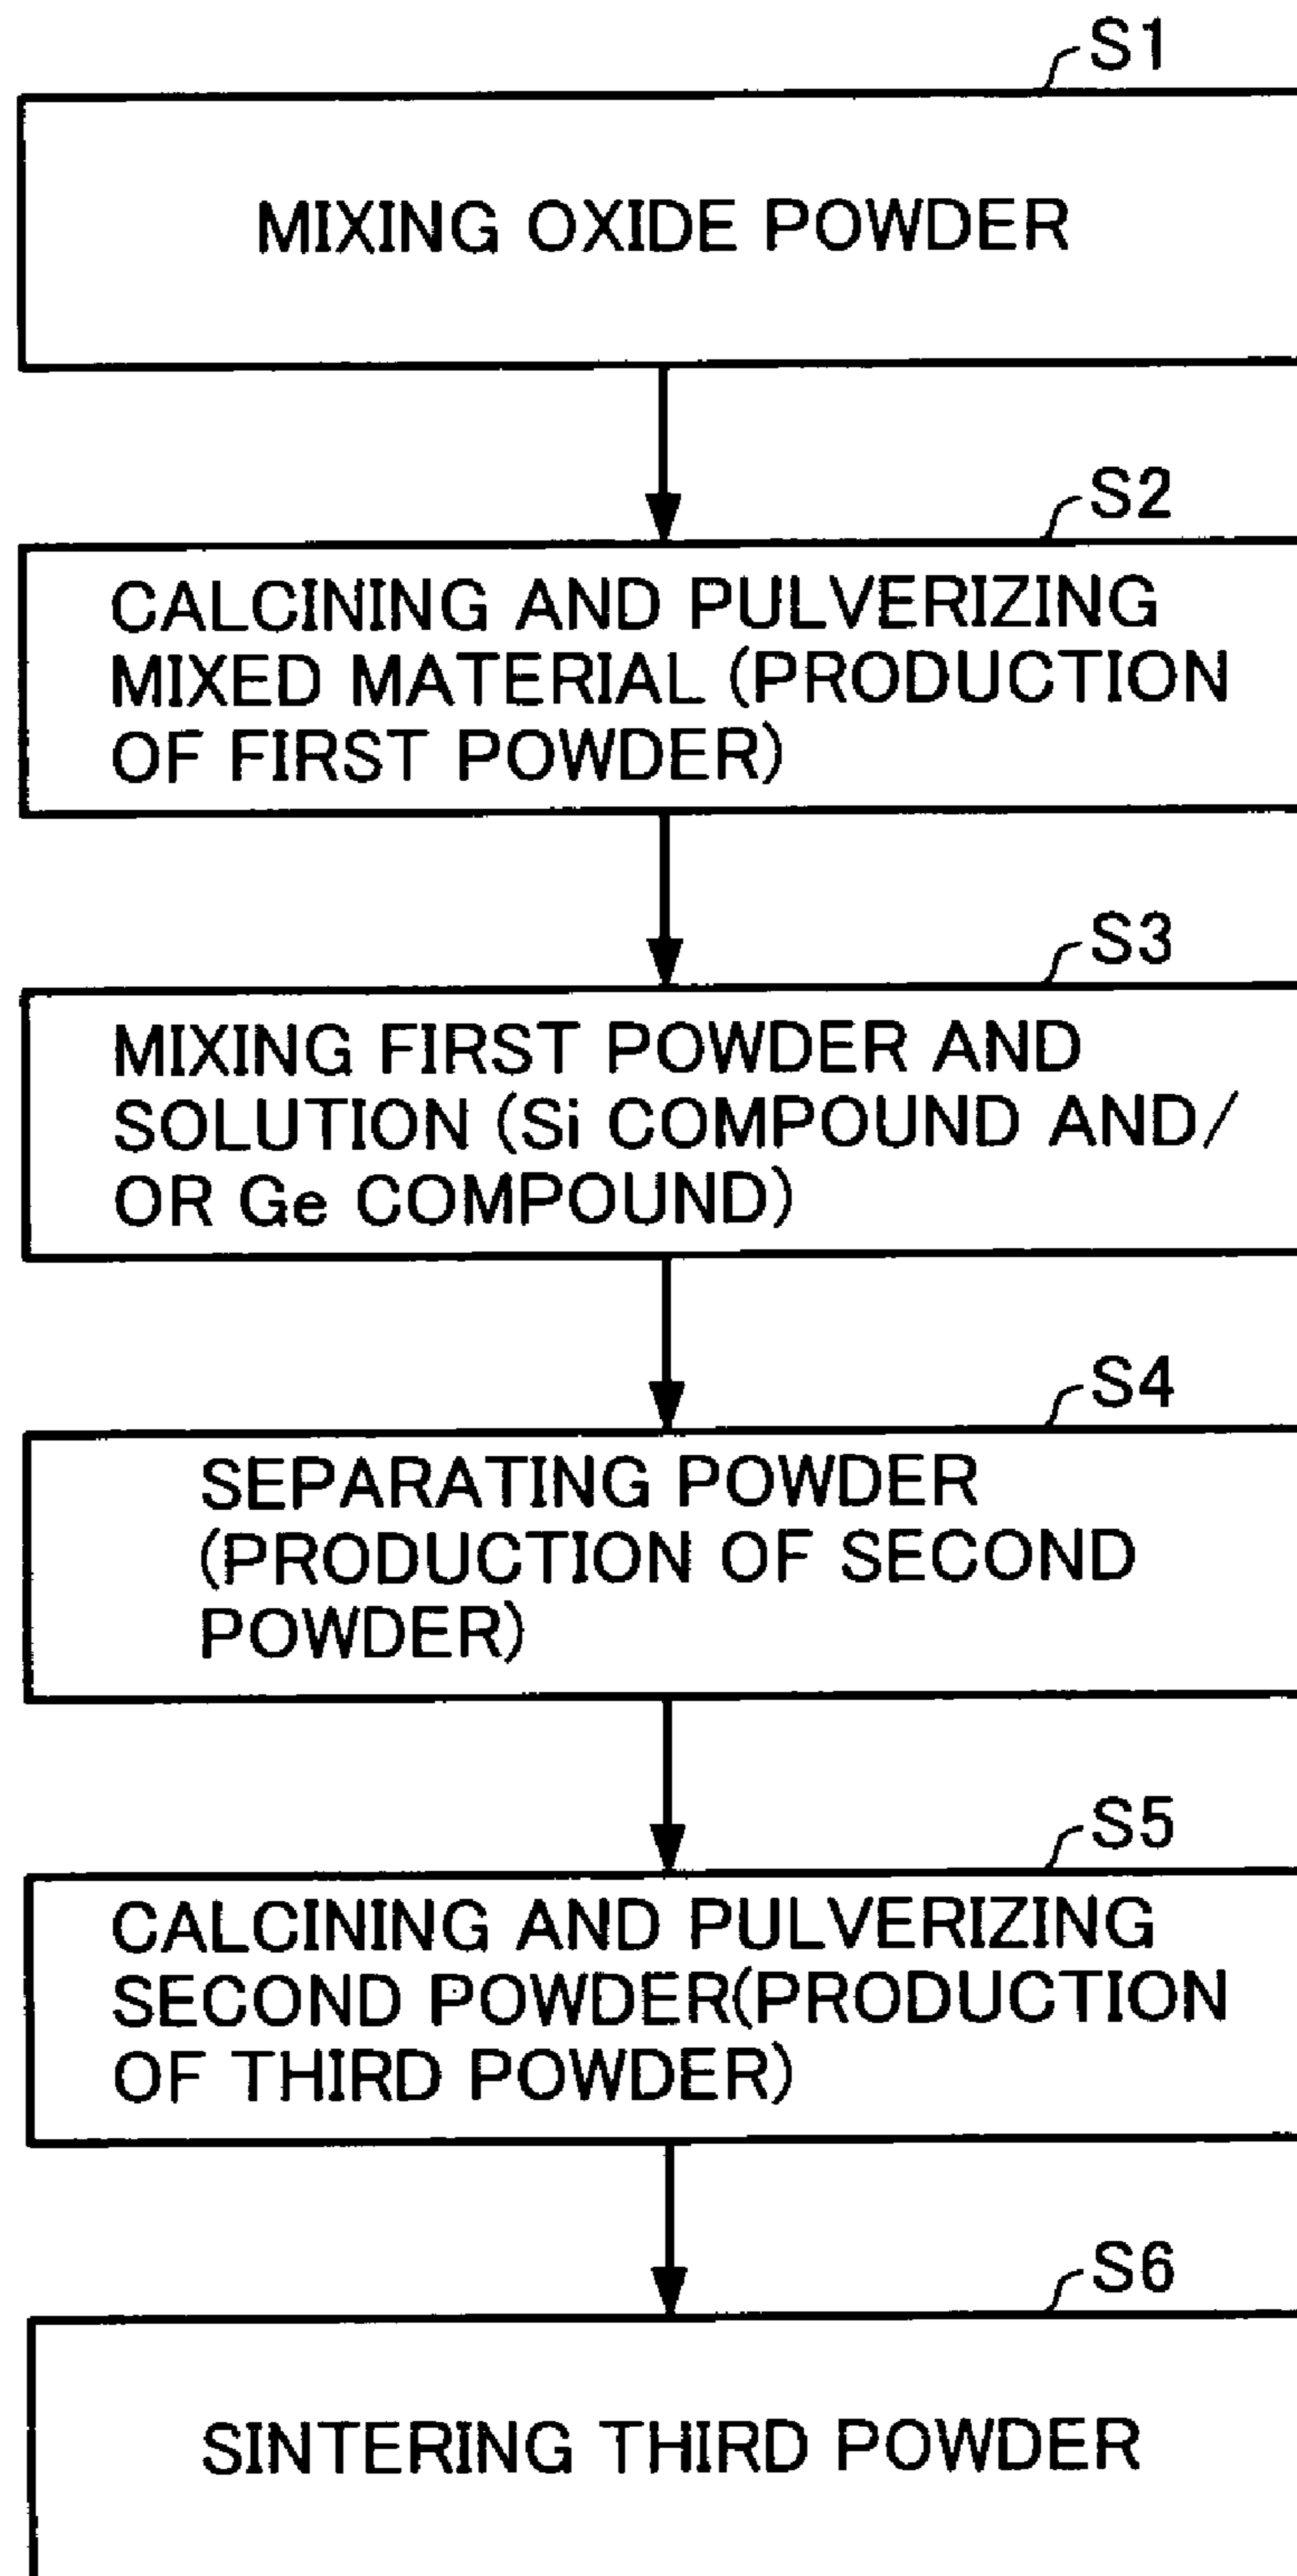 S1
MIXING OXIDE POWDER
S2
CALCINING AND PULVERIZING
MIXED MATERIAL (PRODUCTION
OF FIRST POWDER)
S3
MIXING FIRST POWDER AND
SOLUTION (Si COMPOUND AND/
OR Ge COMPOUND)
S4
SEPARATING POWDER
(PRODUCTION OF SECOND
POWDER)
S5
CALCINING AND PULVERIZING
SECOND POWDER(PRODUCTION
OF THIRD POWDER)
S6
SINTERING THIRD POWDER